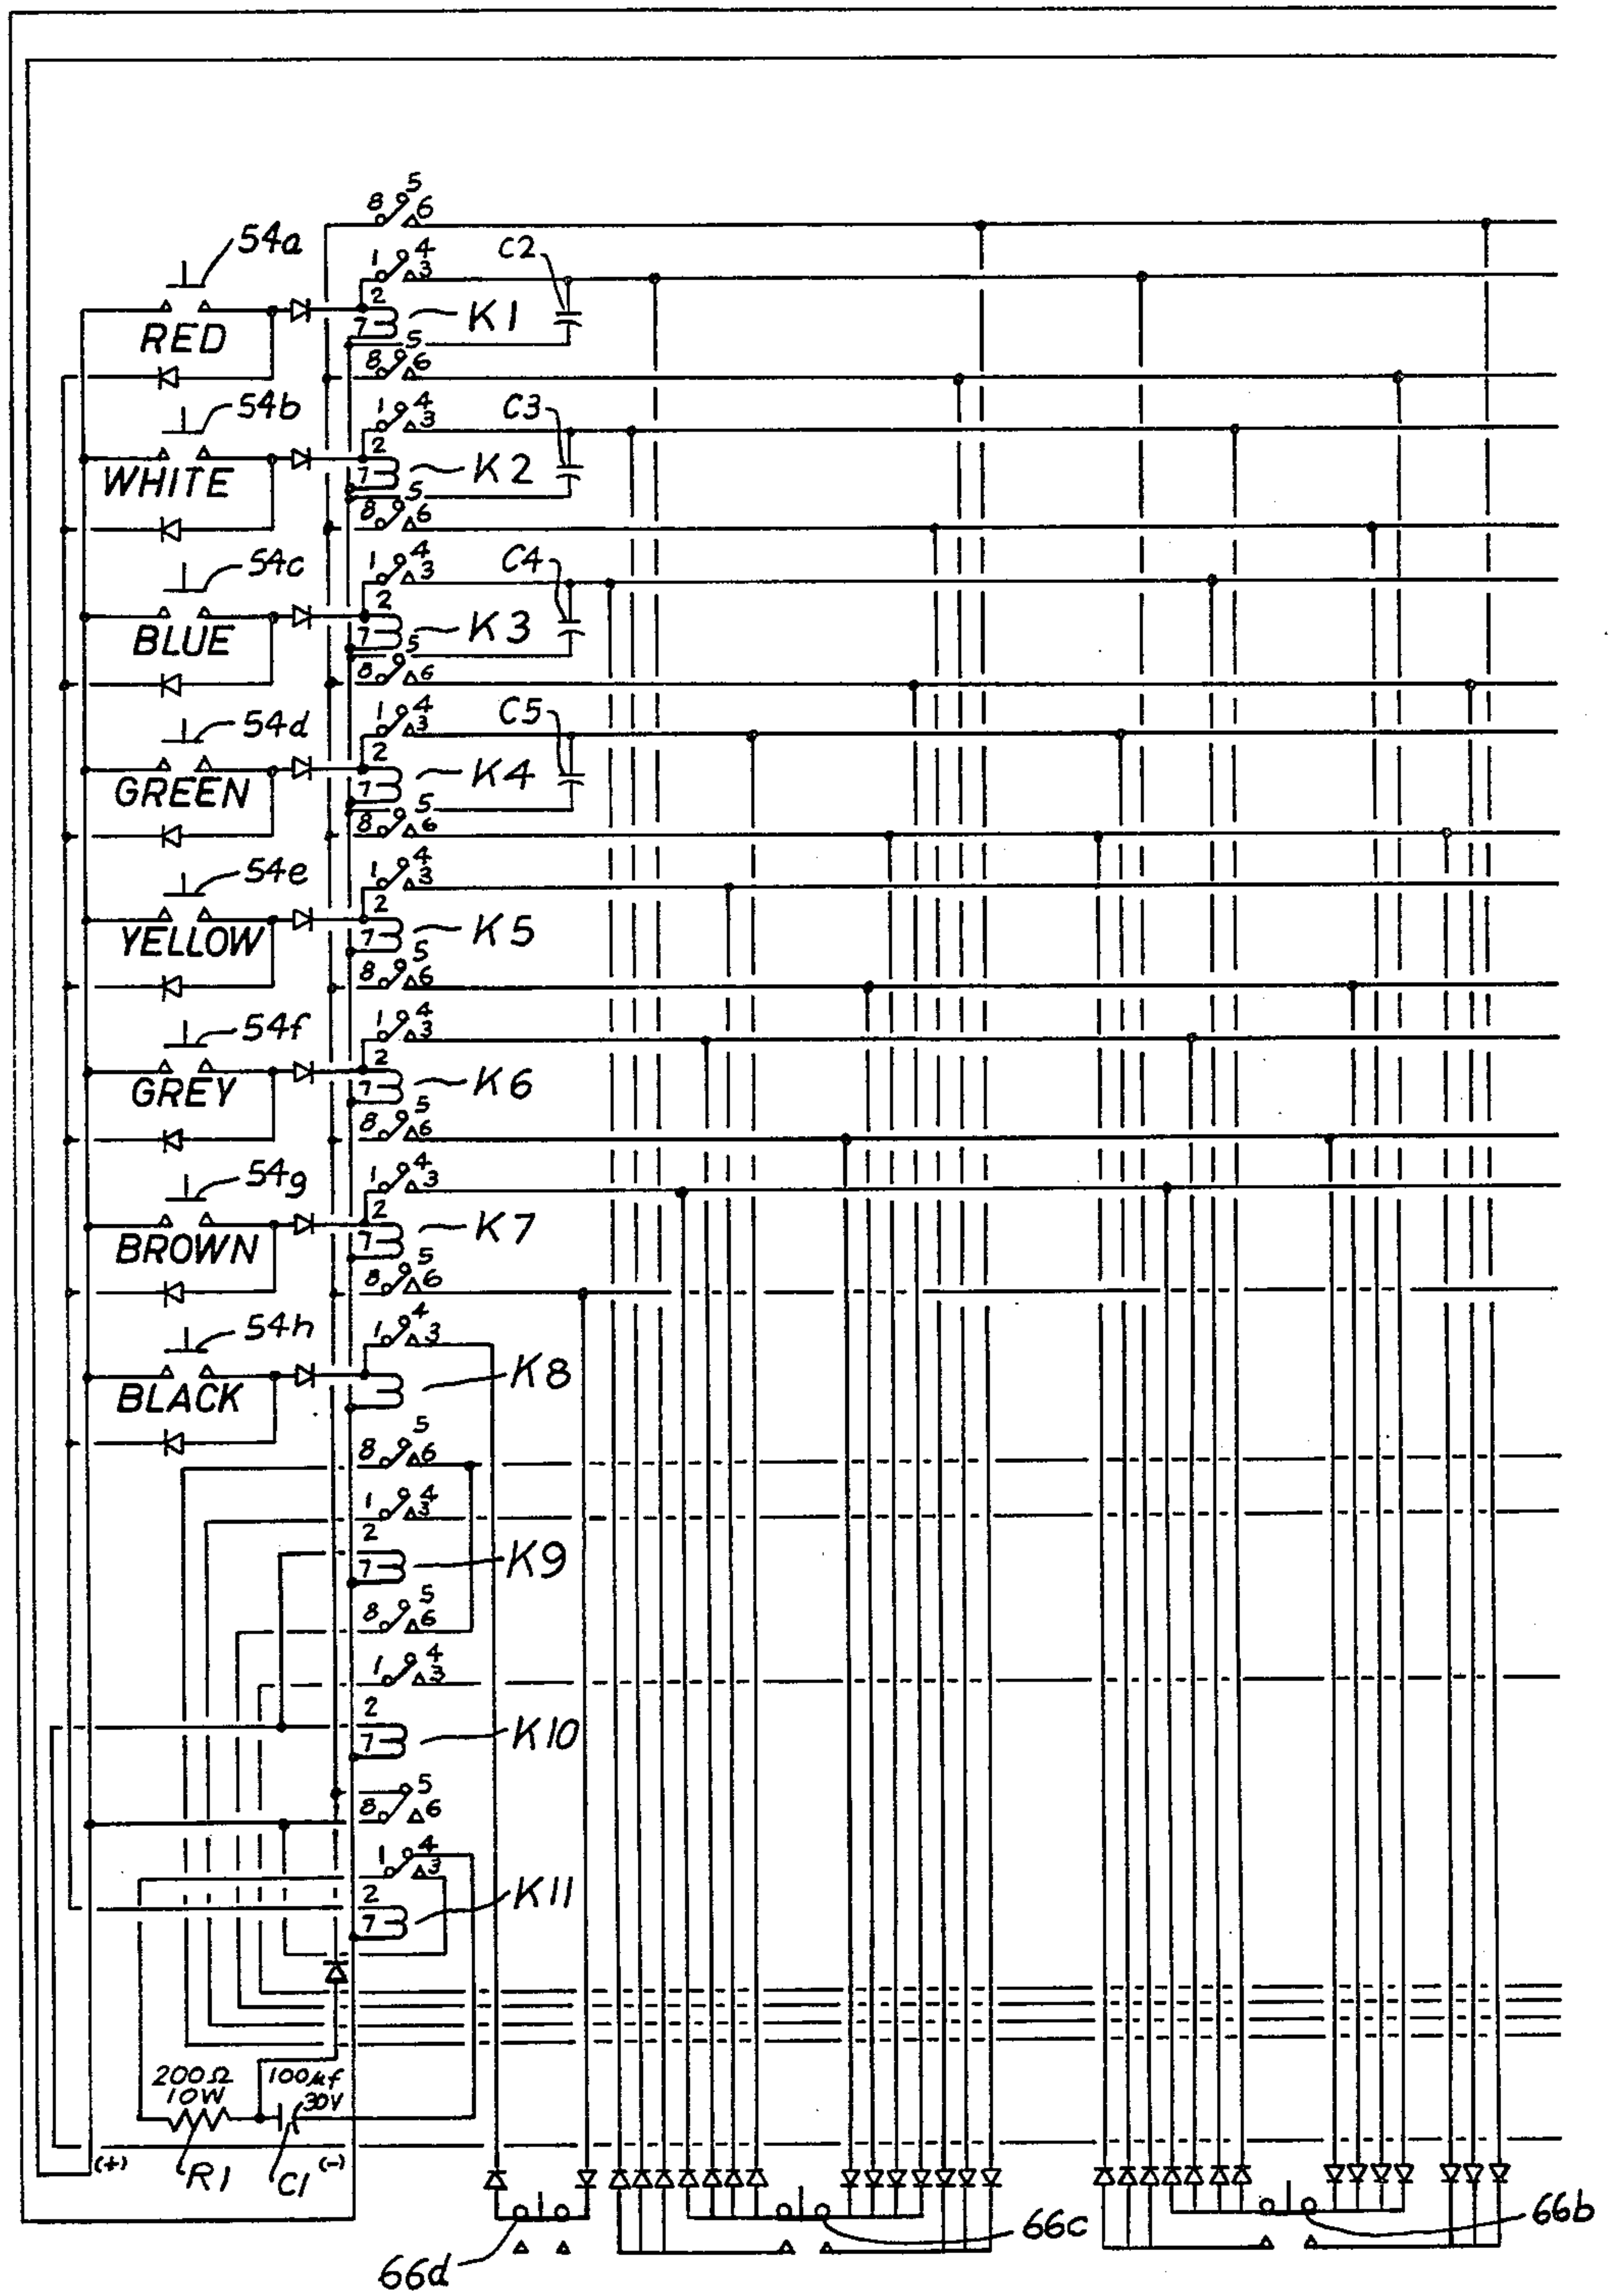 5
8 6
54a
4
1 3
C2
2
K1
7
RED
5
8 6
54b
4
1 3
C3
2
K2
7
WHITE
5
8 6
54c
4
1 3
C4
2
K3
7
BLUE
5
8 6
54d
4
1 3
C5
2
K4
7
GREEN
5
8 6
54e
4
1 3
2
K5
7
YELLOW
5
8 6
54f
4
1 3
2
K6
7
GREY
5
8 6
54g
4
1 3
2
K7
7
BROWN
5
8 6
54h
4
1 3
K8
BLACK
5
8 6
4
1 3
2
K9
7
5
8 6
4
1 3
2
K10
7
5
8 6
4
1 3
2
K11
7
200Ω 100µf
10W 30V
(+) R1 C1 (-)
66d 66c 66b